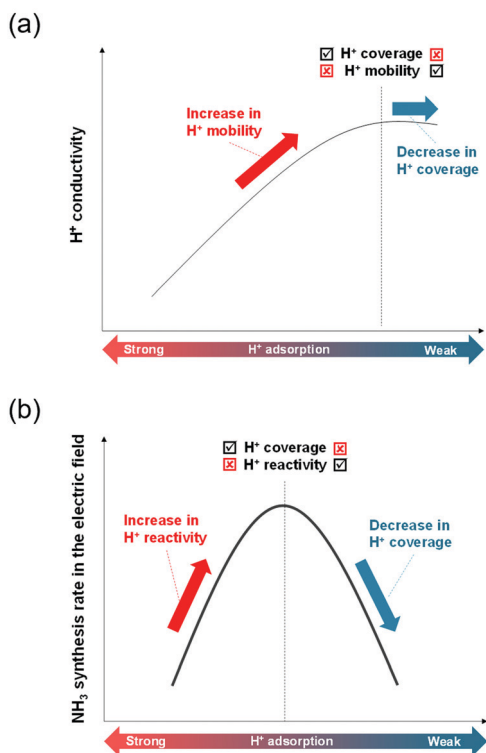 (a)
☑ H⁺ coverage ☒
☒ H⁺ mobility ☑
Increase in
H⁺ mobility
Decrease in
H⁺ coverage
H⁺ conductivity
Strong H⁺ adsorption Weak
(b)
☑ H⁺ coverage ☒
☒ H⁺ reactivity ☑
Increase in
H⁺ reactivity
Decrease in
H⁺ coverage
NH₃ synthesis rate in the electric field
Strong H⁺ adsorption Weak